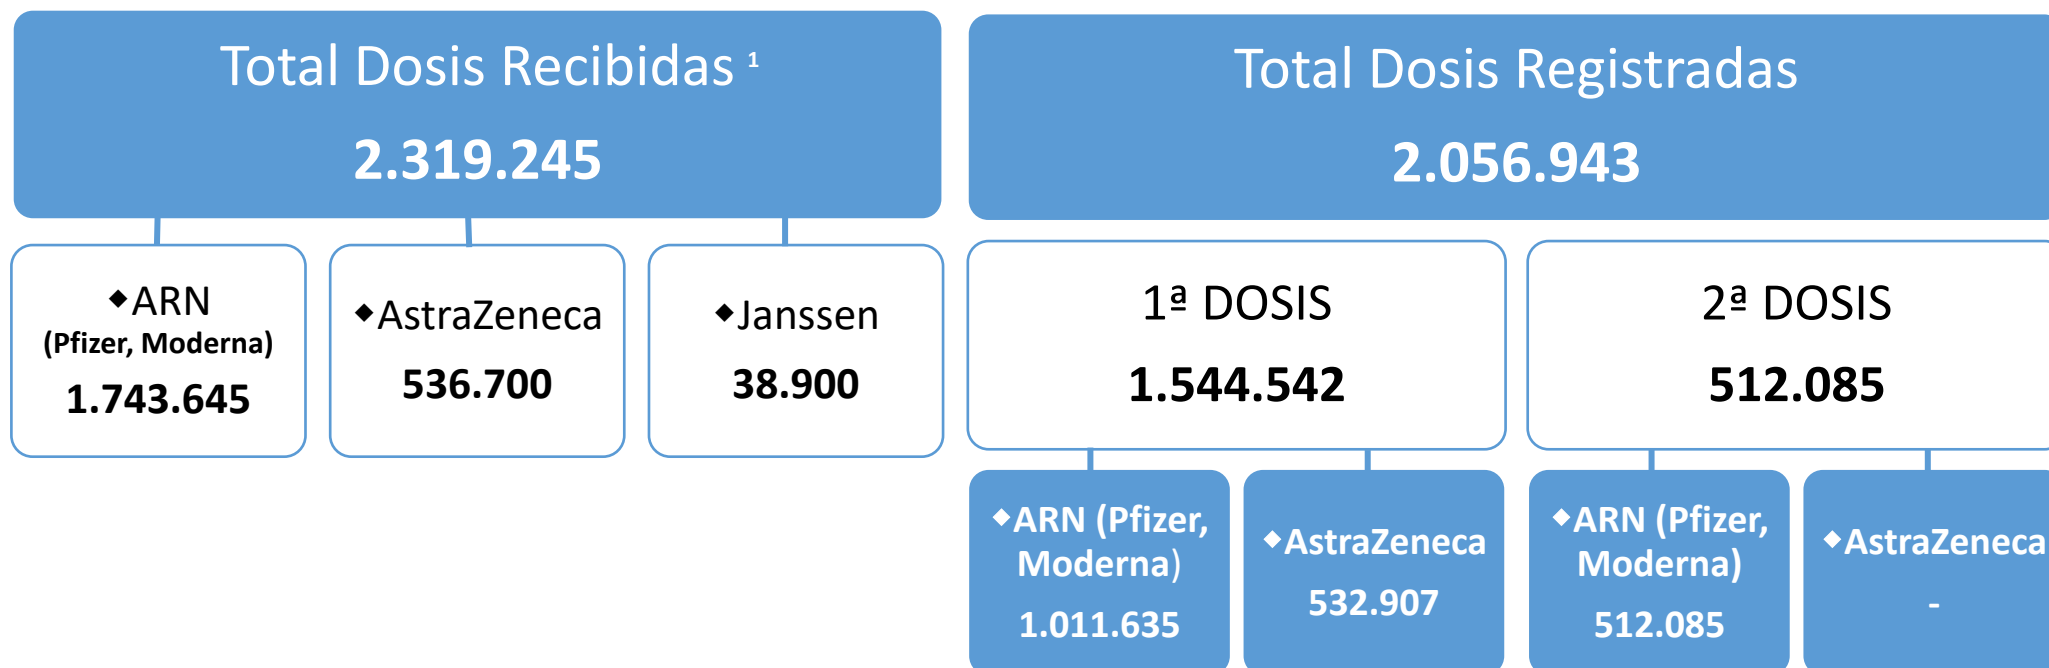 Total Dosis Recibidas ¹
2.319.245
◆ARN
(Pfizer, Moderna)
1.743.645
◆AstraZeneca
536.700
◆Janssen
38.900
Total Dosis Registradas
2.056.943
1ª DOSIS
1.544.542
◆ARN (Pfizer,
Moderna)
1.011.635
◆AstraZeneca
532.907
2ª DOSIS
512.085
◆ARN (Pfizer,
Moderna)
512.085
◆AstraZeneca
-